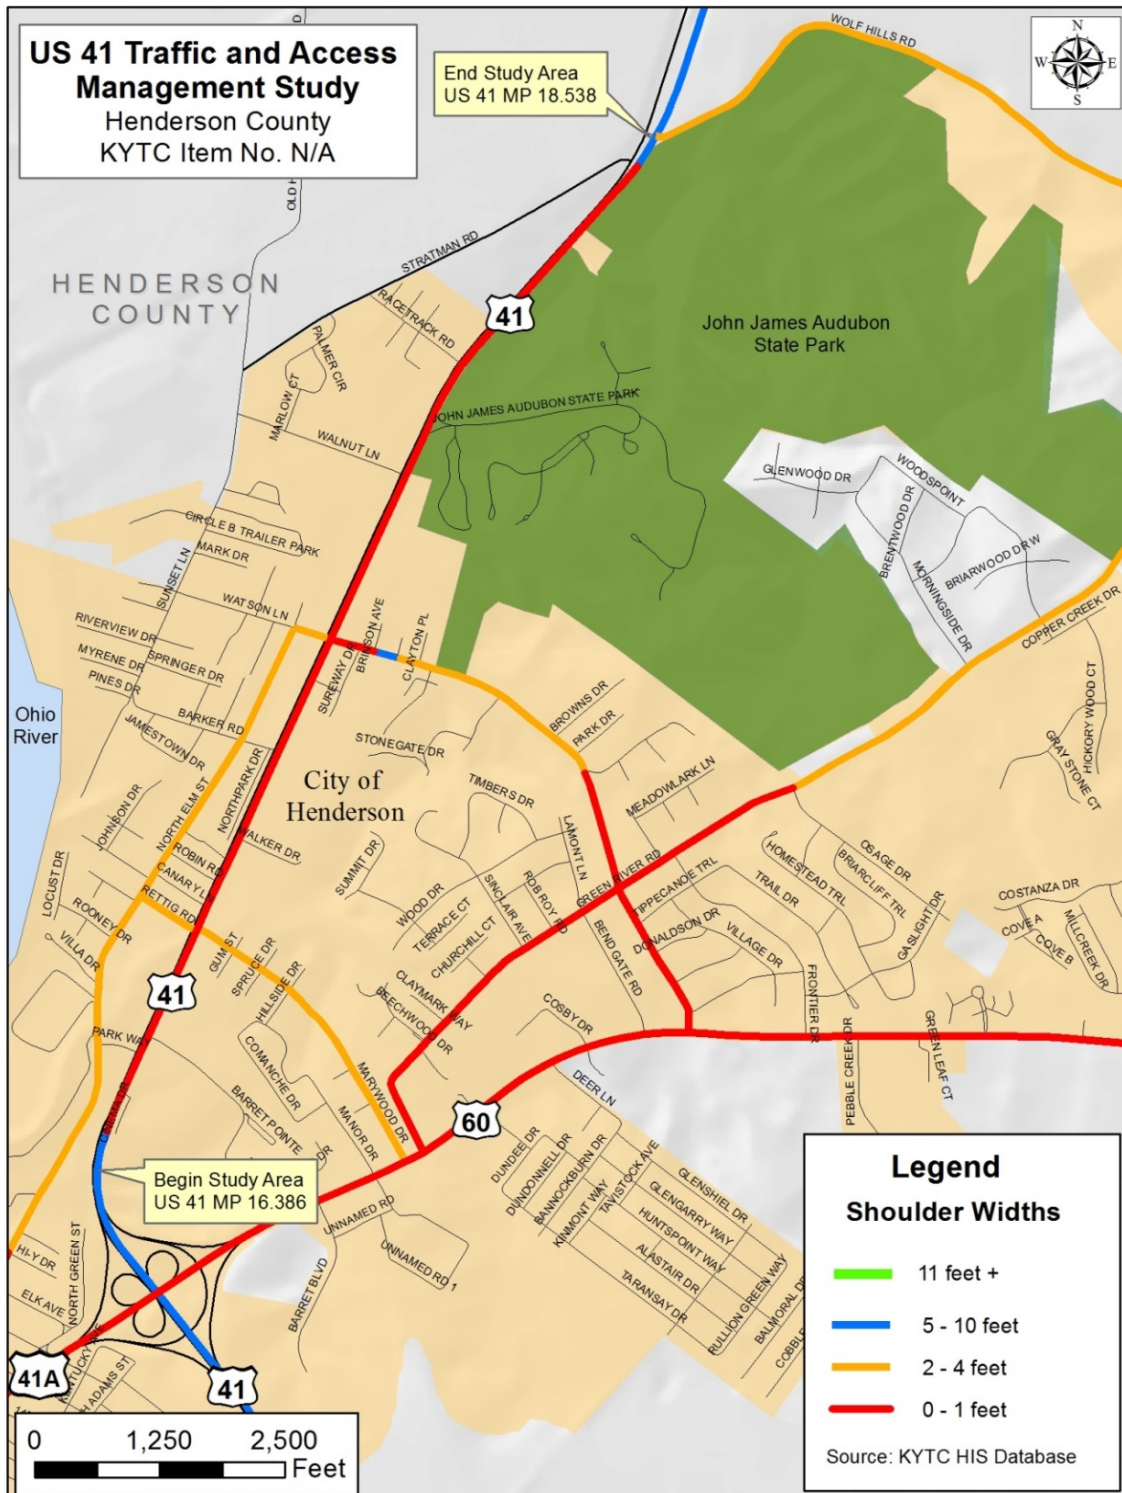 US 41 Traffic and Access
Management Study
Henderson County
KYTC Item No. N/A
End Study Area
US 41 MP 18.538
WOLF HILLS RD
N
W
E
S
STRATMAN RD
HENDERSON
COUNTY
RACETRACK RD
41
John James Audubon
State Park
PALMER CIR
MARLOW CT
JOHN JAMES AUDUBON STATE PARK
WALNUT LN
GLENWOOD DR
WOODSPOINT
BRENTWOOD DR
BRIARWOOD DR W
MORNINGSIDE DR
CIRCLE B TRAILER PARK
MARK DR
SUNSET LN
WATSON LN
COPPER CREEK DR
RIVERVIEW DR
BRINSON AVE
CLAYTON PL
SUREWAY DR
MYRENE DR
SPRINGER DR
PINES DR
HICKORY WOOD CT
BROWNS DR
Ohio
River
BARKER RD
JAMESTOWN DR
PARK DR
STONEGATE DR
GRAY STONE CT
NORTHPARK DR
City of
Henderson
TIMBERS DR
MEADOWLARK LN
JOHNSON DR
NORTH ELM ST
WALKER DR
LAMONT LN
ROBIN RD
SUMMIT DR
OSAGE DR
HOMESTEAD TRL
BRIARCLIFF TRL
CANARY LN
LOCUST DR
RETTIG RD
GREEN RIVER RD
SINCLAIR AVE
ROB ROY RD
TIPPECANOE TRL
TRAIL DR
COSTANZA DR
ROONEY DR
WOOD DR
TERRACE CT
CHURCHILL CT
DONALDSON DR
GASLIGHT DR
COVE A
COVE B
MILLCREEK DR
VILLA DR
GUM ST
SPRUCE DR
HILLSIDE DR
BENDGATE RD
VILLAGE DR
41
CLAYMARK WAY
BEECHWOOD DR
COSBY DR
FRONTIER DR
PARK WAY
COMANCHE DR
PEBBLE CREEK DR
GREEN LEAF CT
CINEMA DR
BARRET POINTE
DR
MARYWOOD DR
MANOR DR
60
DEER LN
DUNDEE DR
DUNDONNELL DR
BANNOCKBURN DR
KINMONT WAY
TAVISTOCK AVE
GLENSHIEL DR
GLENGARRY WAY
HUNTSPOINT WAY
ALASTAIR DR
TARANSAY DR
RULLION GREEN WAY
BALMORAL DR
COBBLE
Begin Study Area
US 41 MP 16.386
UNNAMED RD
UNNAMED RD 1
BARRET BLVD
HI-Y DR
NORTH GREEN ST
ELK AVE
41A
41
0
1,250
2,500
Feet
Legend
Shoulder Widths
11 feet +
5 - 10 feet
2 - 4 feet
0 - 1 feet
Source: KYTC HIS Database